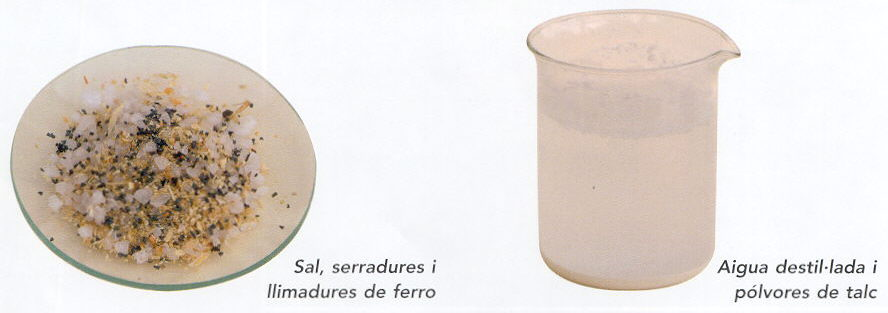 Sal, serradures i
llimadures de ferro
Aigua destil·lada i
pólvores de talc